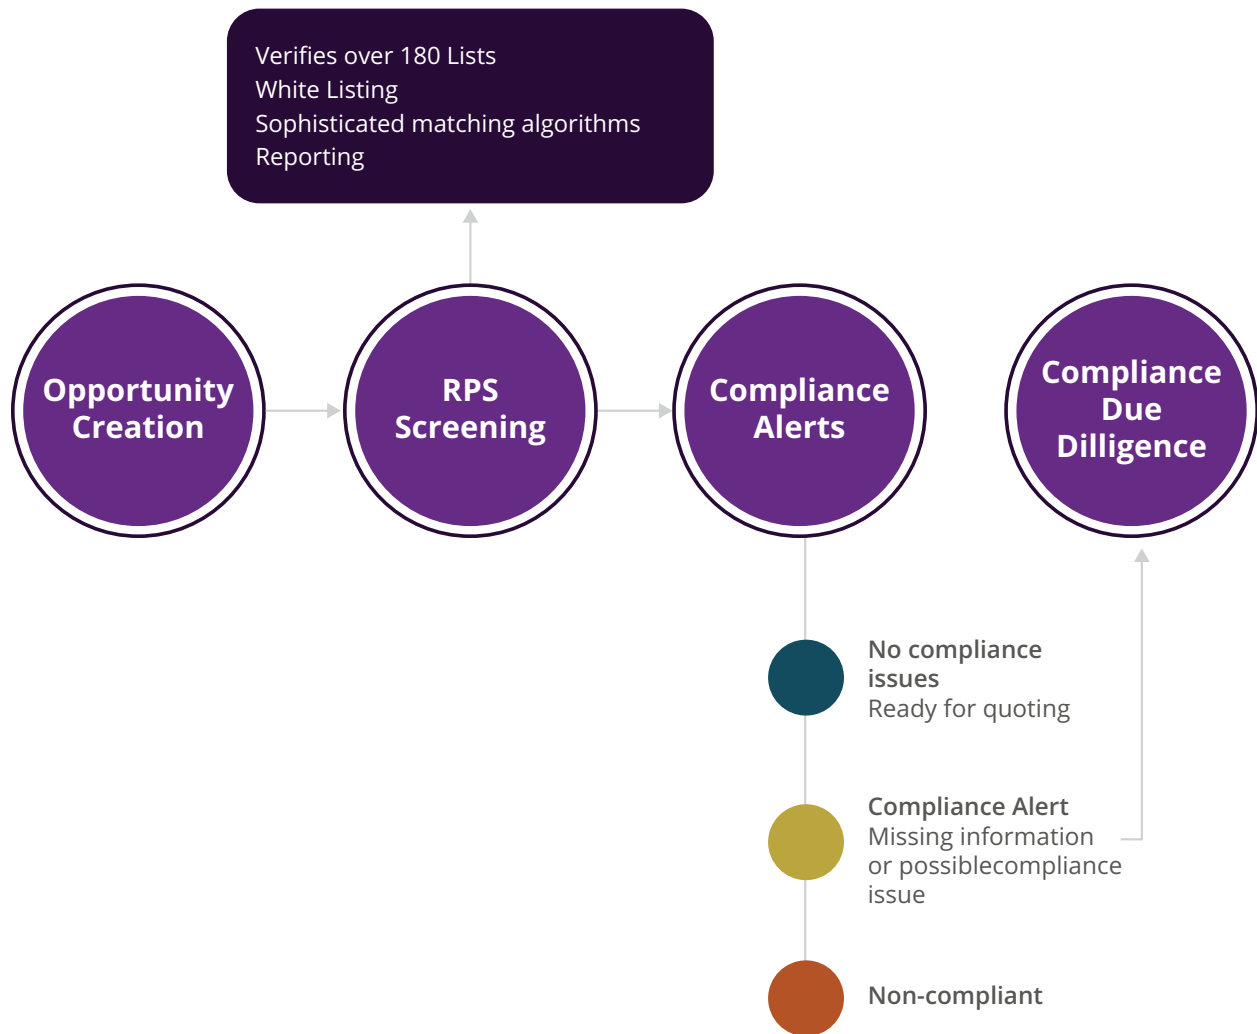 Verifies over 180 Lists
White Listing
Sophisticated matching algorithms
Reporting
Opportunity
Creation
RPS
Screening
Compliance
Alerts
Compliance
Due
Dilligence
No compliance
issues
Ready for quoting
Compliance Alert
Missing information
or possiblecompliance
issue
Non-compliant